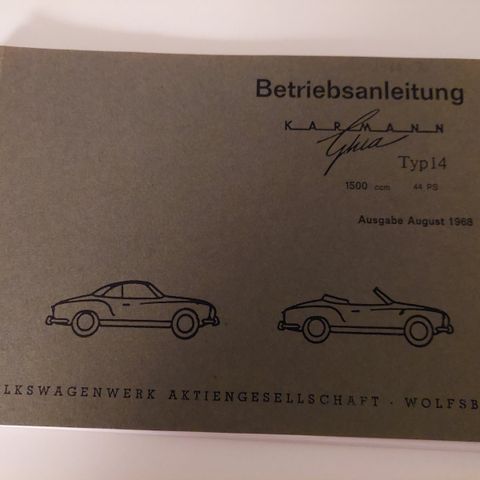 Betriebsanleitung
KARMANN
Ghia
Typ14
1500 ccm 44 PS
Ausgabe August 1968
LKSWAGENWERK AKTIENGESELLSCHAFT · WOLFSB